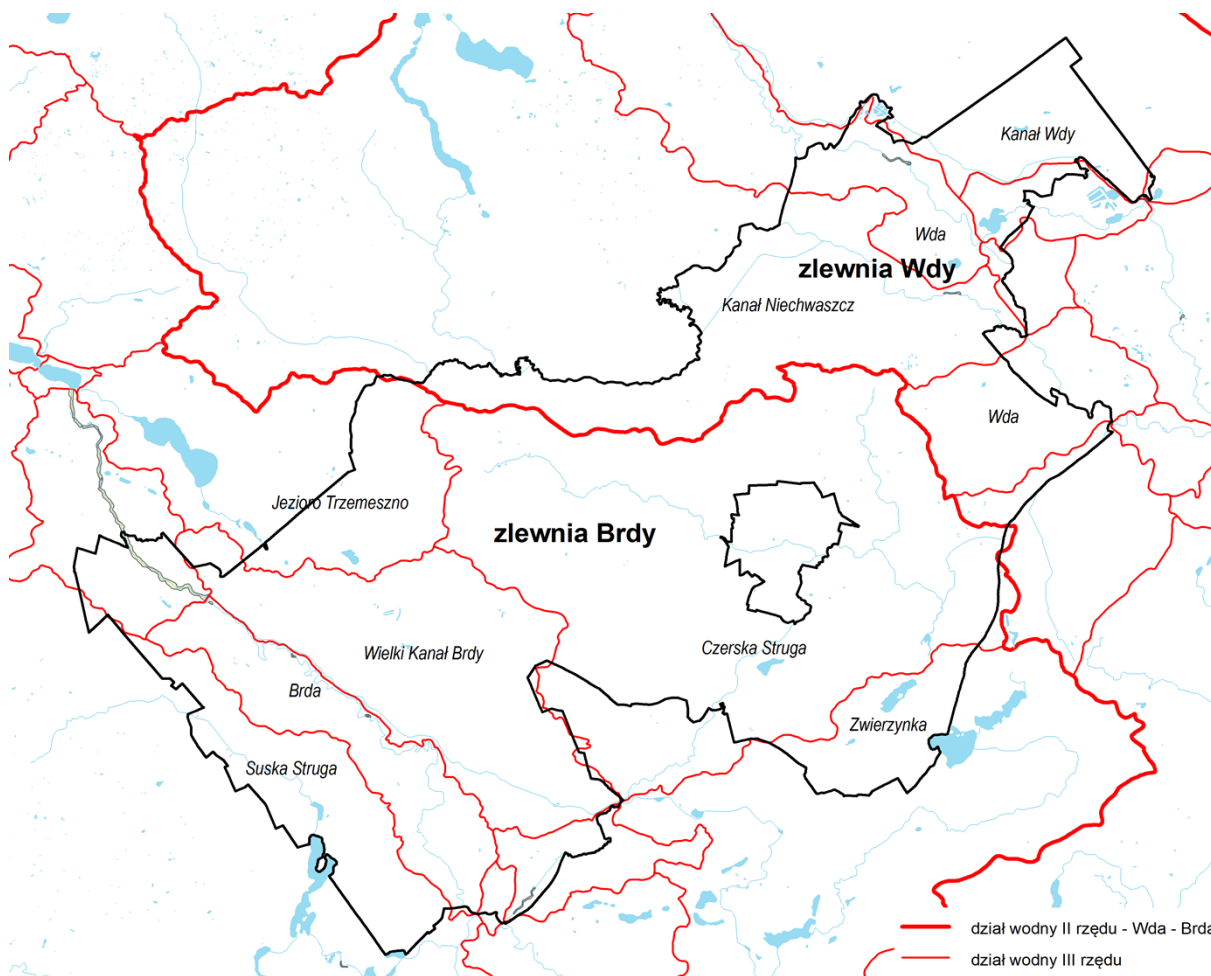 Kanał Wdy
Wda
zlewnia Wdy
Kanał Niechwaszcz
Wda
Jezioro Trzemeszno
zlewnia Brdy
Czerska Struga
Wielki Kanał Brdy
Brda
Zwierzynka
Suska Struga
dział wodny II rzędu - Wda - Brda
dział wodny III rzędu